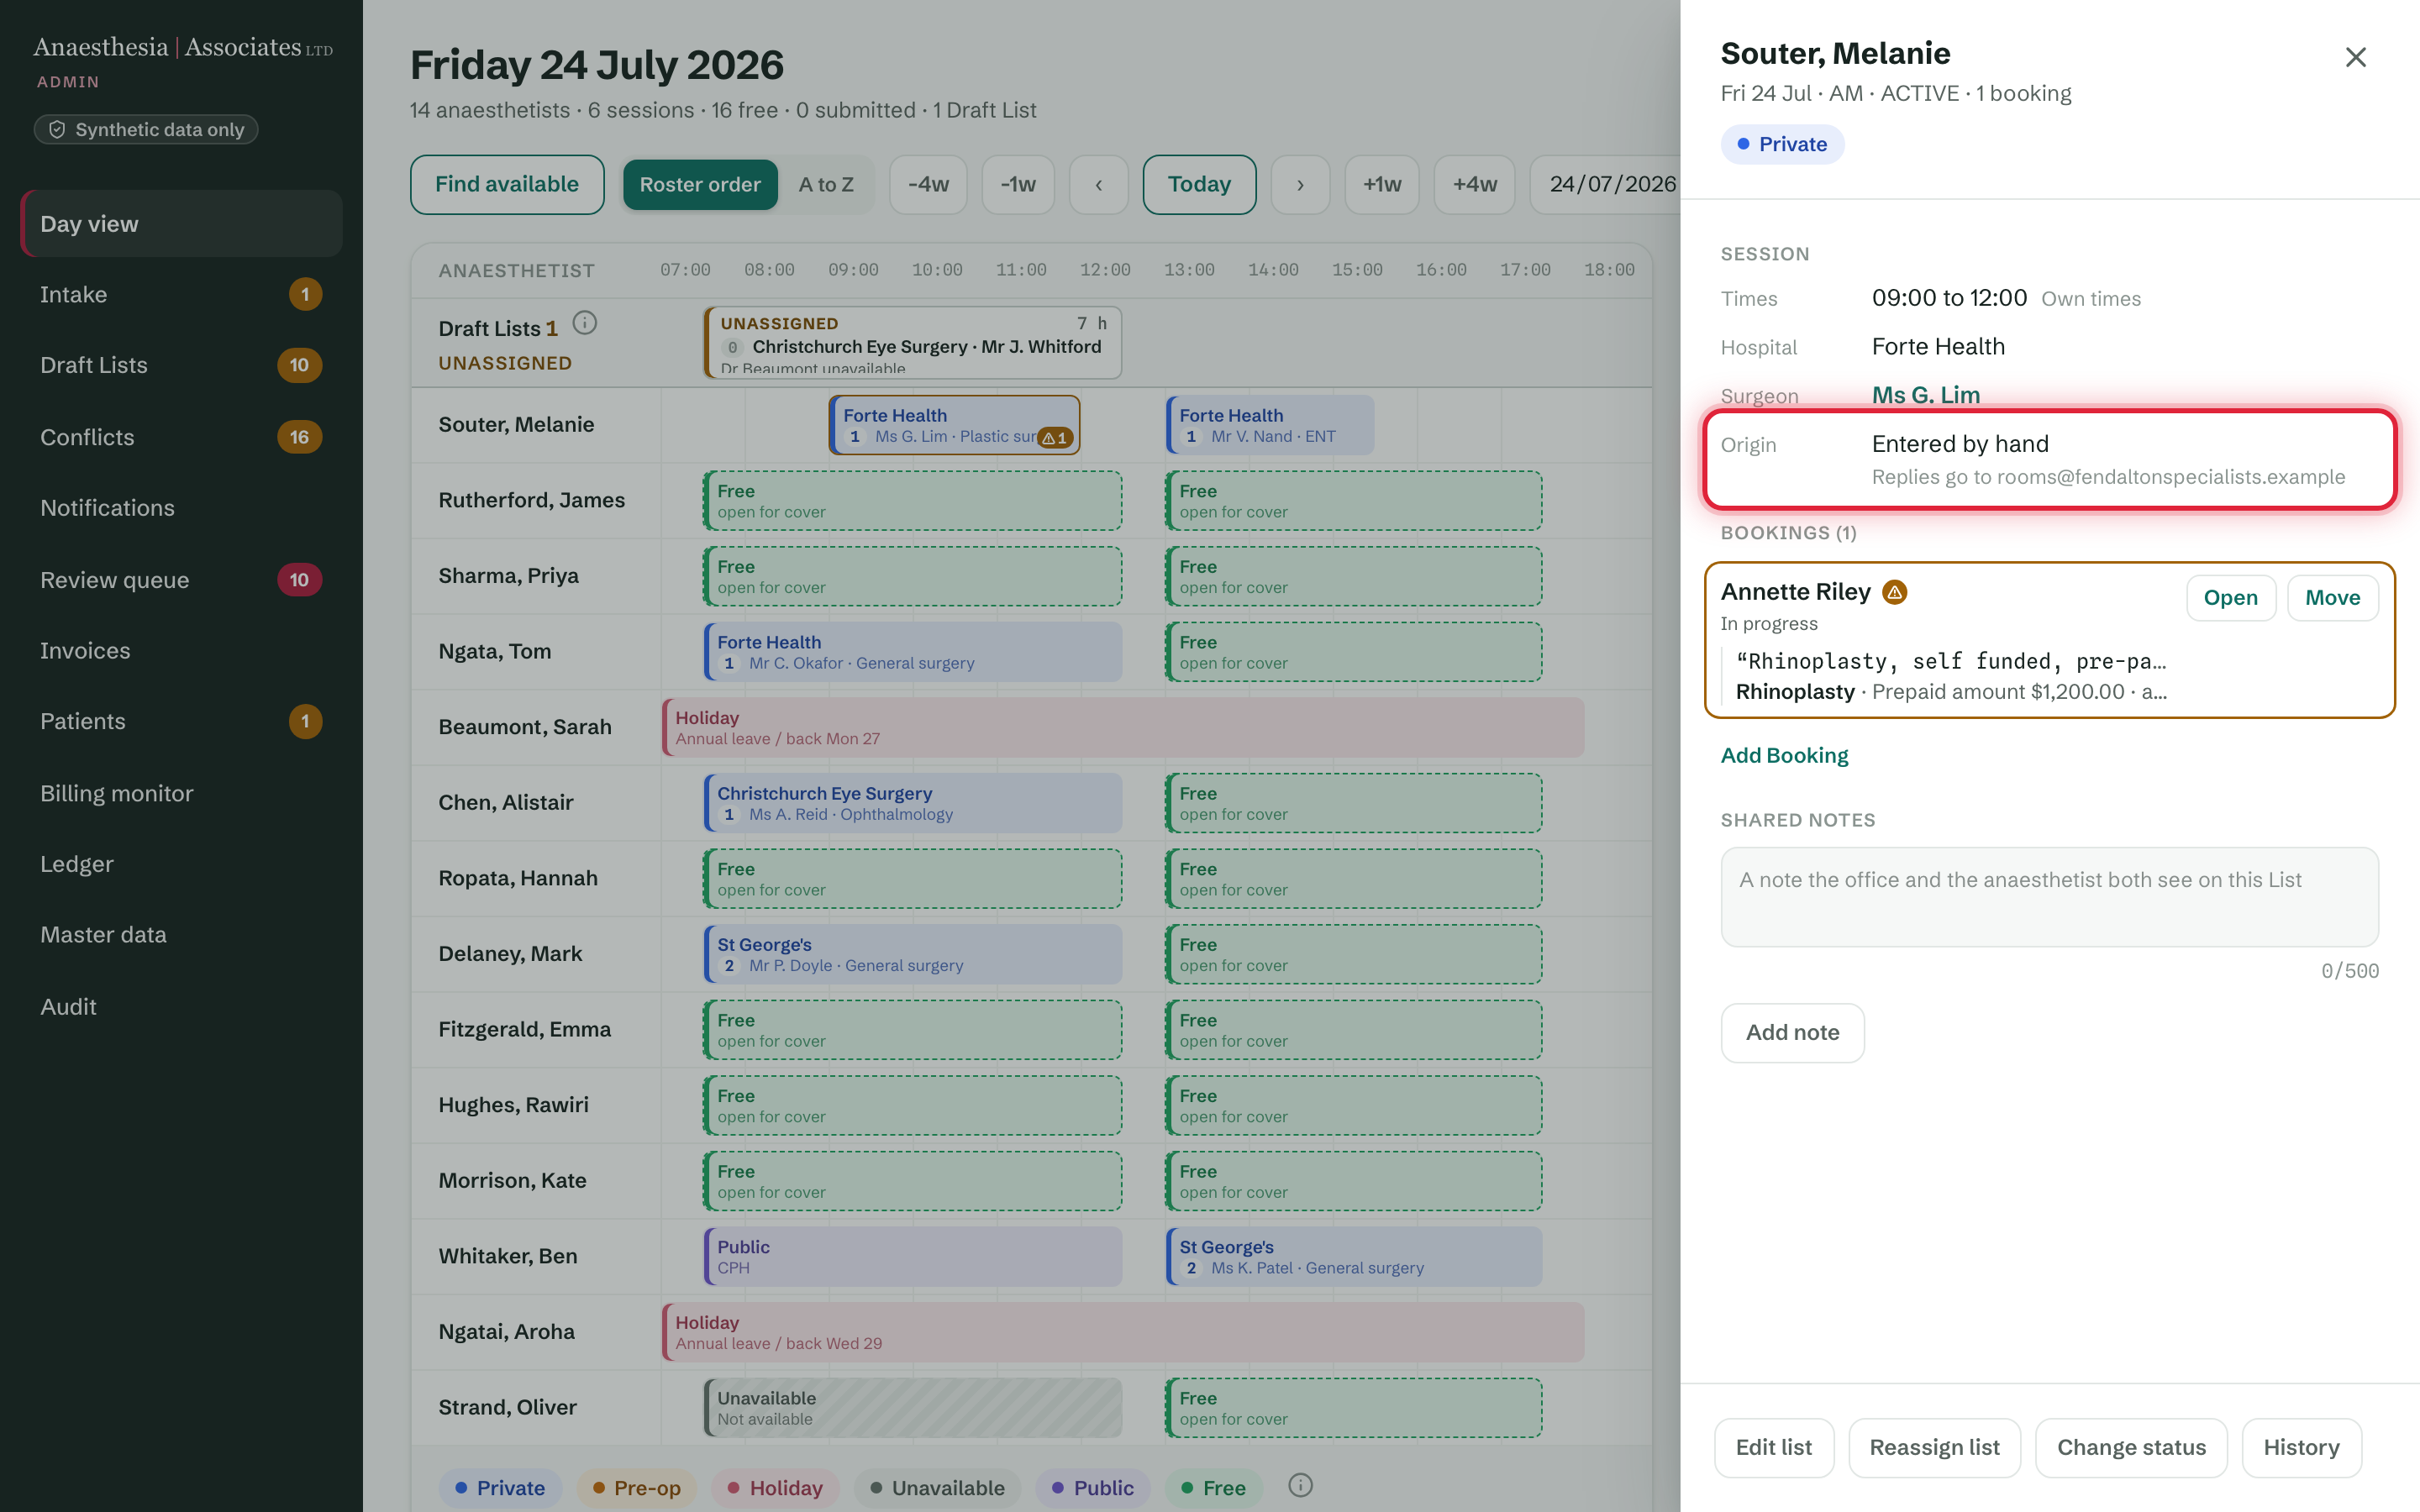 Anaesthesia | Associates LTD
ADMIN
Synthetic data only
Day view
Intake 1
Draft Lists 10
Conflicts 16
Notifications
Review queue 10
Invoices
Patients 1
Billing monitor
Ledger
Master data
Audit
Friday 24 July 2026
14 anaesthetists · 6 sessions · 16 free · 0 submitted · 1 Draft List
Find available Roster order A to Z -4w -1w ‹ Today › +1w +4w 24/07/2026
ANAESTHETIST 07:00 08:00 09:00 10:00 11:00 12:00 13:00 14:00 15:00 16:00 17:00 18:00
Draft Lists 1
UNASSIGNED
UNASSIGNED 7 h
0 Christchurch Eye Surgery · Mr J. Whitford
Dr Beaumont unavailable
Souter, Melanie
Forte Health
1 Ms G. Lim · Plastic sur 1
Forte Health
1 Mr V. Nand · ENT
Rutherford, James
Free
open for cover
Free
open for cover
Sharma, Priya
Free
open for cover
Free
open for cover
Ngata, Tom
Forte Health
1 Mr C. Okafor · General surgery
Free
open for cover
Beaumont, Sarah
Holiday
Annual leave / back Mon 27
Chen, Alistair
Christchurch Eye Surgery
1 Ms A. Reid · Ophthalmology
Free
open for cover
Ropata, Hannah
Free
open for cover
Free
open for cover
Delaney, Mark
St George's
2 Mr P. Doyle · General surgery
Free
open for cover
Fitzgerald, Emma
Free
open for cover
Free
open for cover
Hughes, Rawiri
Free
open for cover
Free
open for cover
Morrison, Kate
Free
open for cover
Free
open for cover
Whitaker, Ben
Public
CPH
St George's
2 Ms K. Patel · General surgery
Ngatai, Aroha
Holiday
Annual leave / back Wed 29
Strand, Oliver
Unavailable
Not available
Free
open for cover
Private Pre-op Holiday Unavailable Public Free
Souter, Melanie
Fri 24 Jul · AM · ACTIVE · 1 booking
Private
SESSION
Times 09:00 to 12:00 Own times
Hospital Forte Health
Surgeon Ms G. Lim
Origin Entered by hand
Replies go to rooms@fendaltonspecialists.example
BOOKINGS (1)
Annette Riley Open Move
In progress
“Rhinoplasty, self funded, pre-pa…
Rhinoplasty · Prepaid amount $1,200.00 · a…
Add Booking
SHARED NOTES
A note the office and the anaesthetist both see on this List
0/500
Add note
Edit list Reassign list Change status History